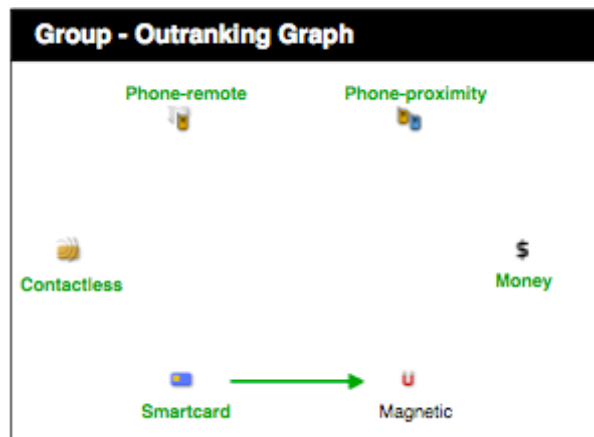 Group - Outranking Graph
Phone-remote Phone-proximity
$
Contactless Money
Smartcard Magnetic